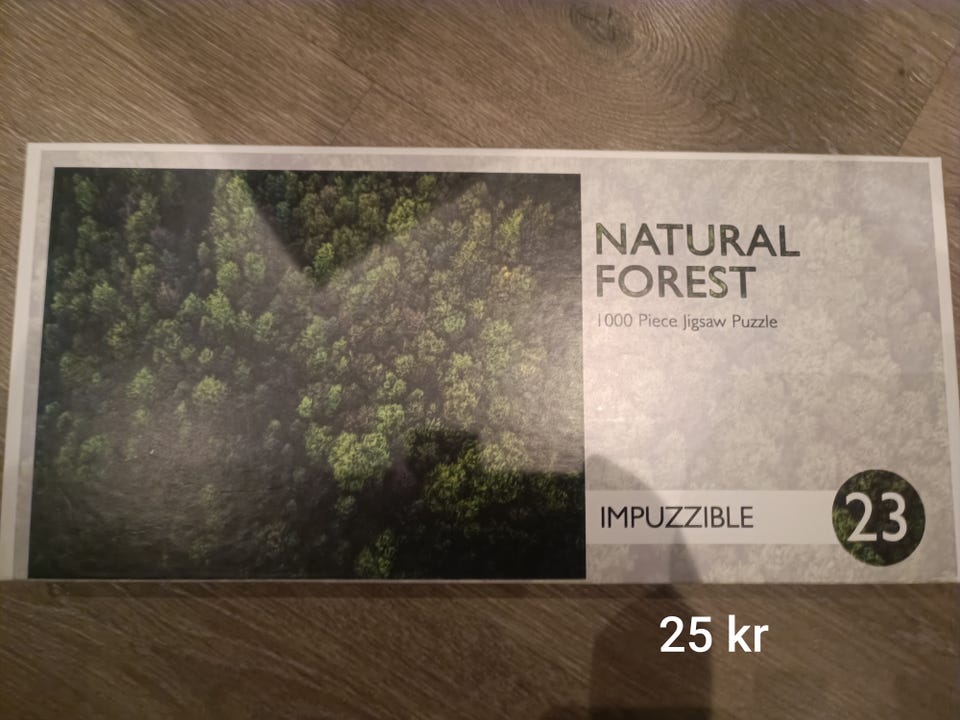 NATURAL
FOREST
1000 Piece Jigsaw Puzzle
IMPUZZIBLE
23
25 kr